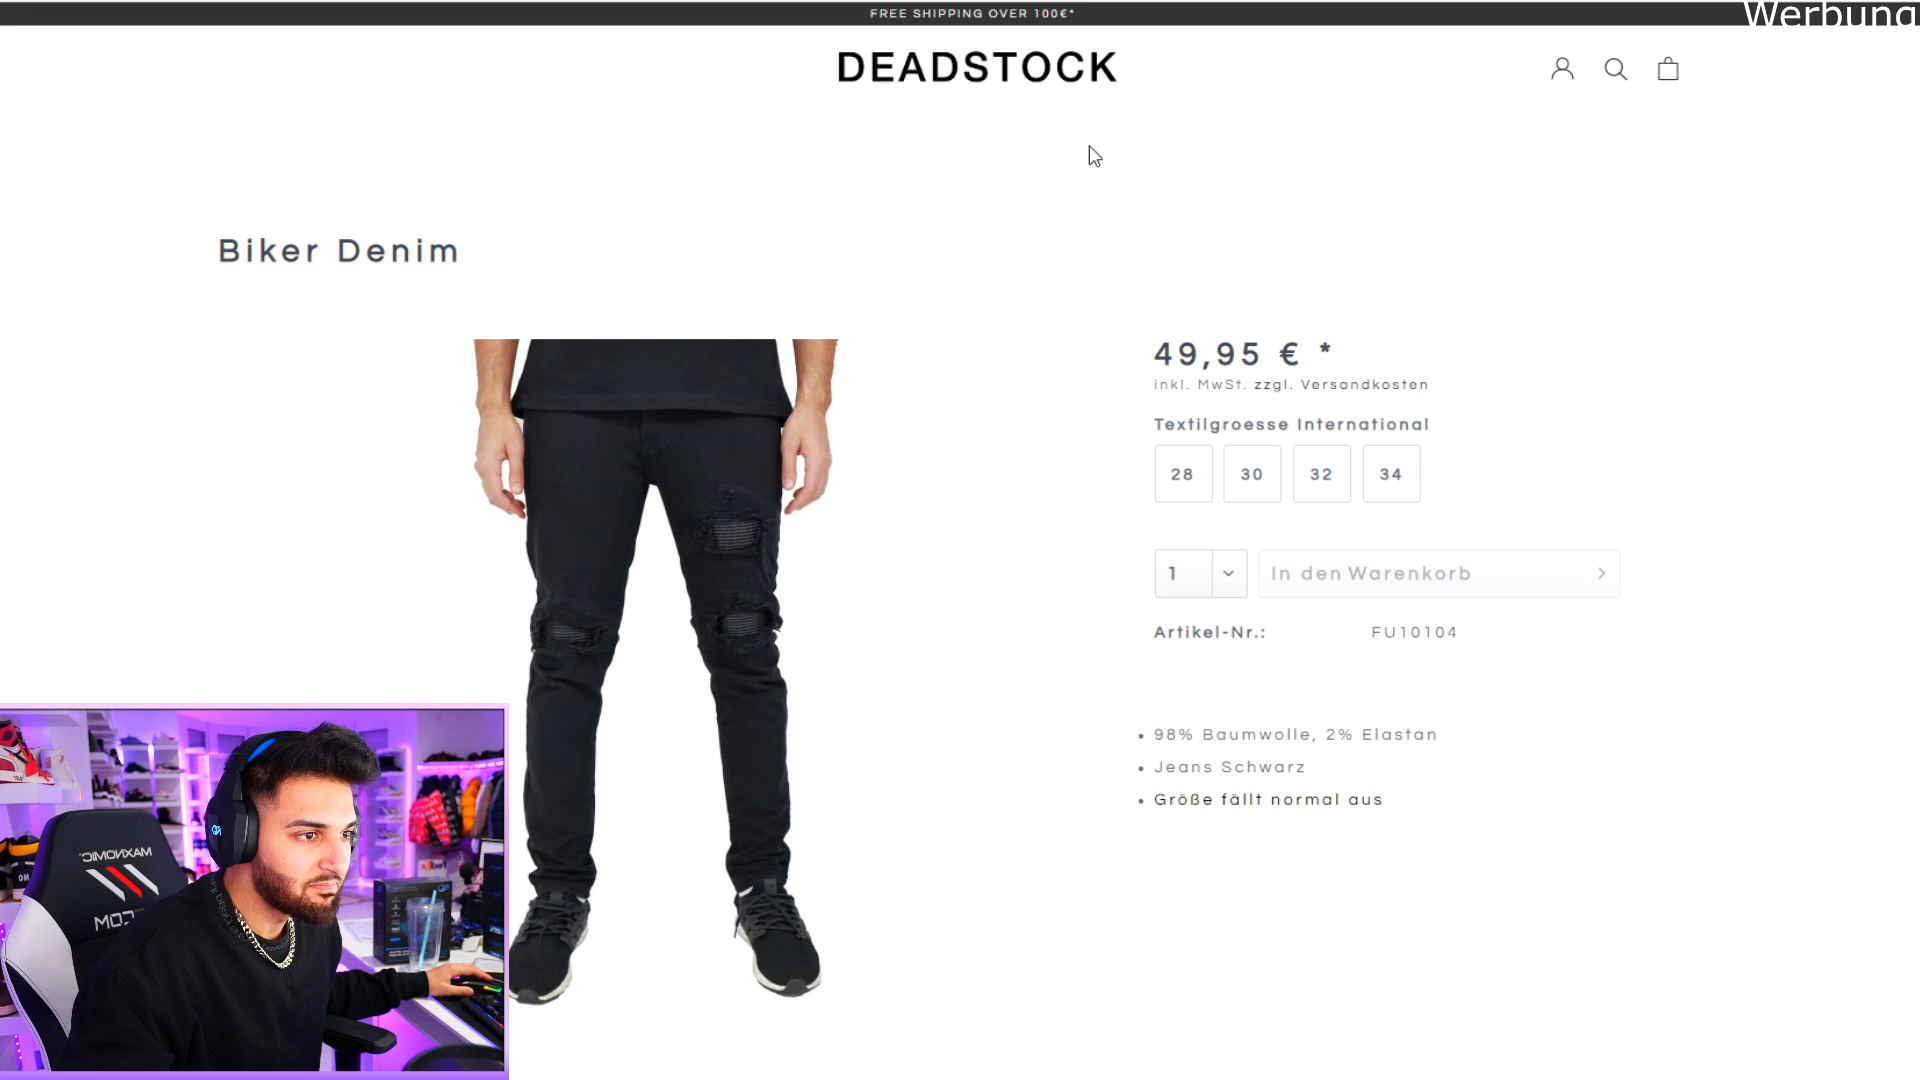 FREE SHIPPING OVER 100€*
Werbung
DEADSTOCK
Biker Denim
49,95 € *
inkl. MwSt. zzgl. Versandkosten
Textilgroesse International
28 30 32 34
1 In den Warenkorb
Artikel-Nr.: FU10104
98% Baumwolle, 2% Elastan
Jeans Schwarz
Größe fällt normal aus
MAXNOMIC